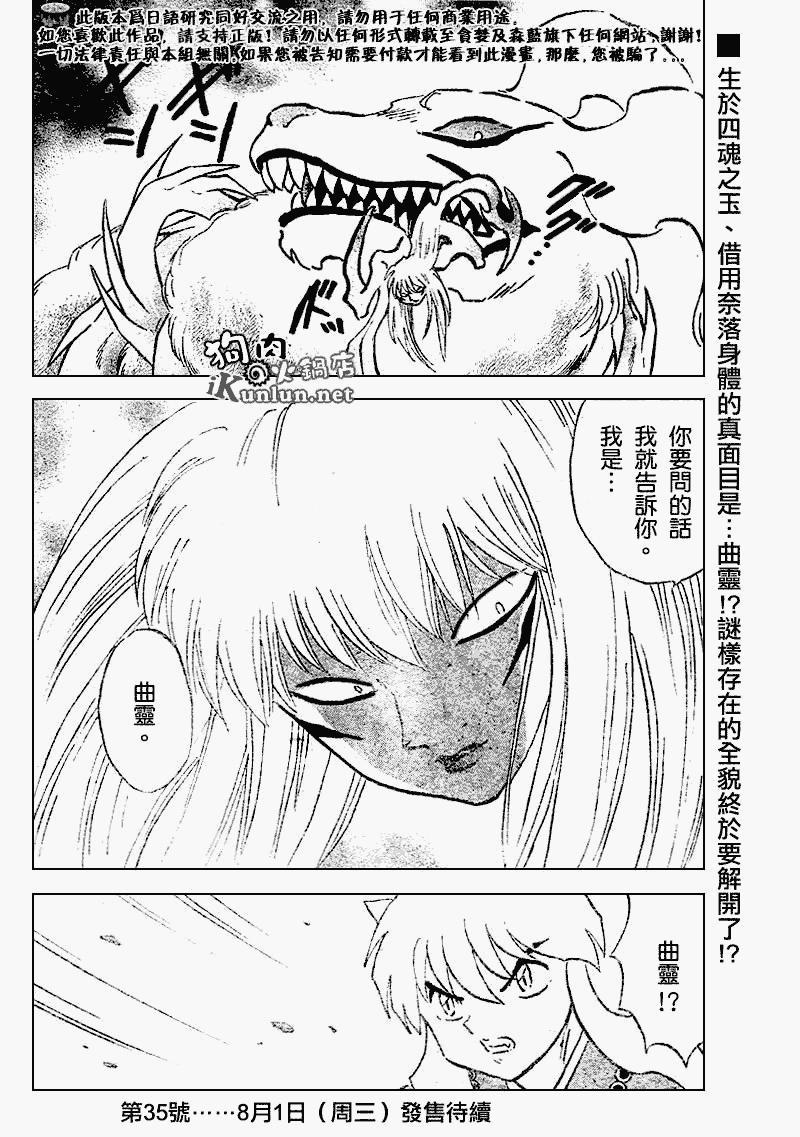 此版本爲日語研究同好交流之用，請勿用于任何商業用途。
如您喜歡此作品，請支持正版！請勿以任何形式轉載至貪婪及森藍旗下任何網站，謝謝！
一切法律責任與本組無關。如果您被告知需要付款才能看到此漫畫，那麼，您被騙了。...
■生於四魂之玉、借用奈落身體的真面目是…曲靈!?謎樣存在的全貌終於要解開了!?
狗肉火鍋店
iKunlun.net
你要問的話
我就告訴你。
我是…
曲靈。
曲靈!?
第35號……8月1日（周三）發售待續